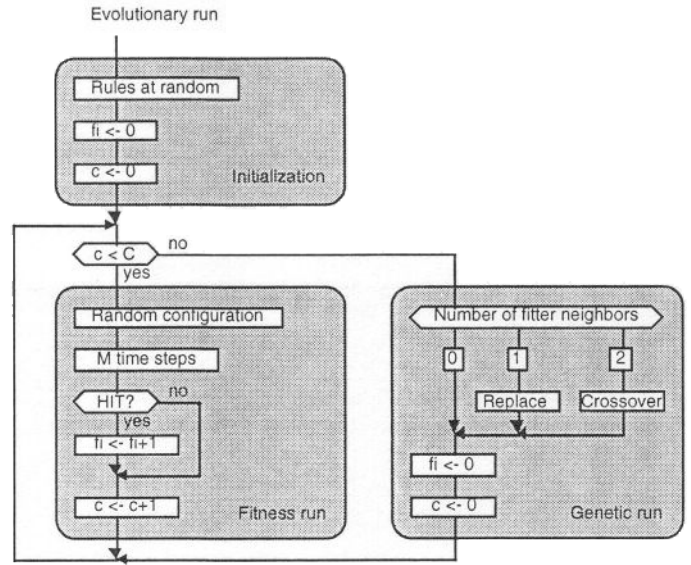 Evolutionary run
Rules at random
fi <- 0
c <- 0
Initialization
c < C
no
yes
Random configuration
M time steps
HIT?
no
yes
fi <- fi+1
c <- c+1
Fitness run
Number of fitter neighbors
0
1
2
Replace
Crossover
fi <- 0
c <- 0
Genetic run